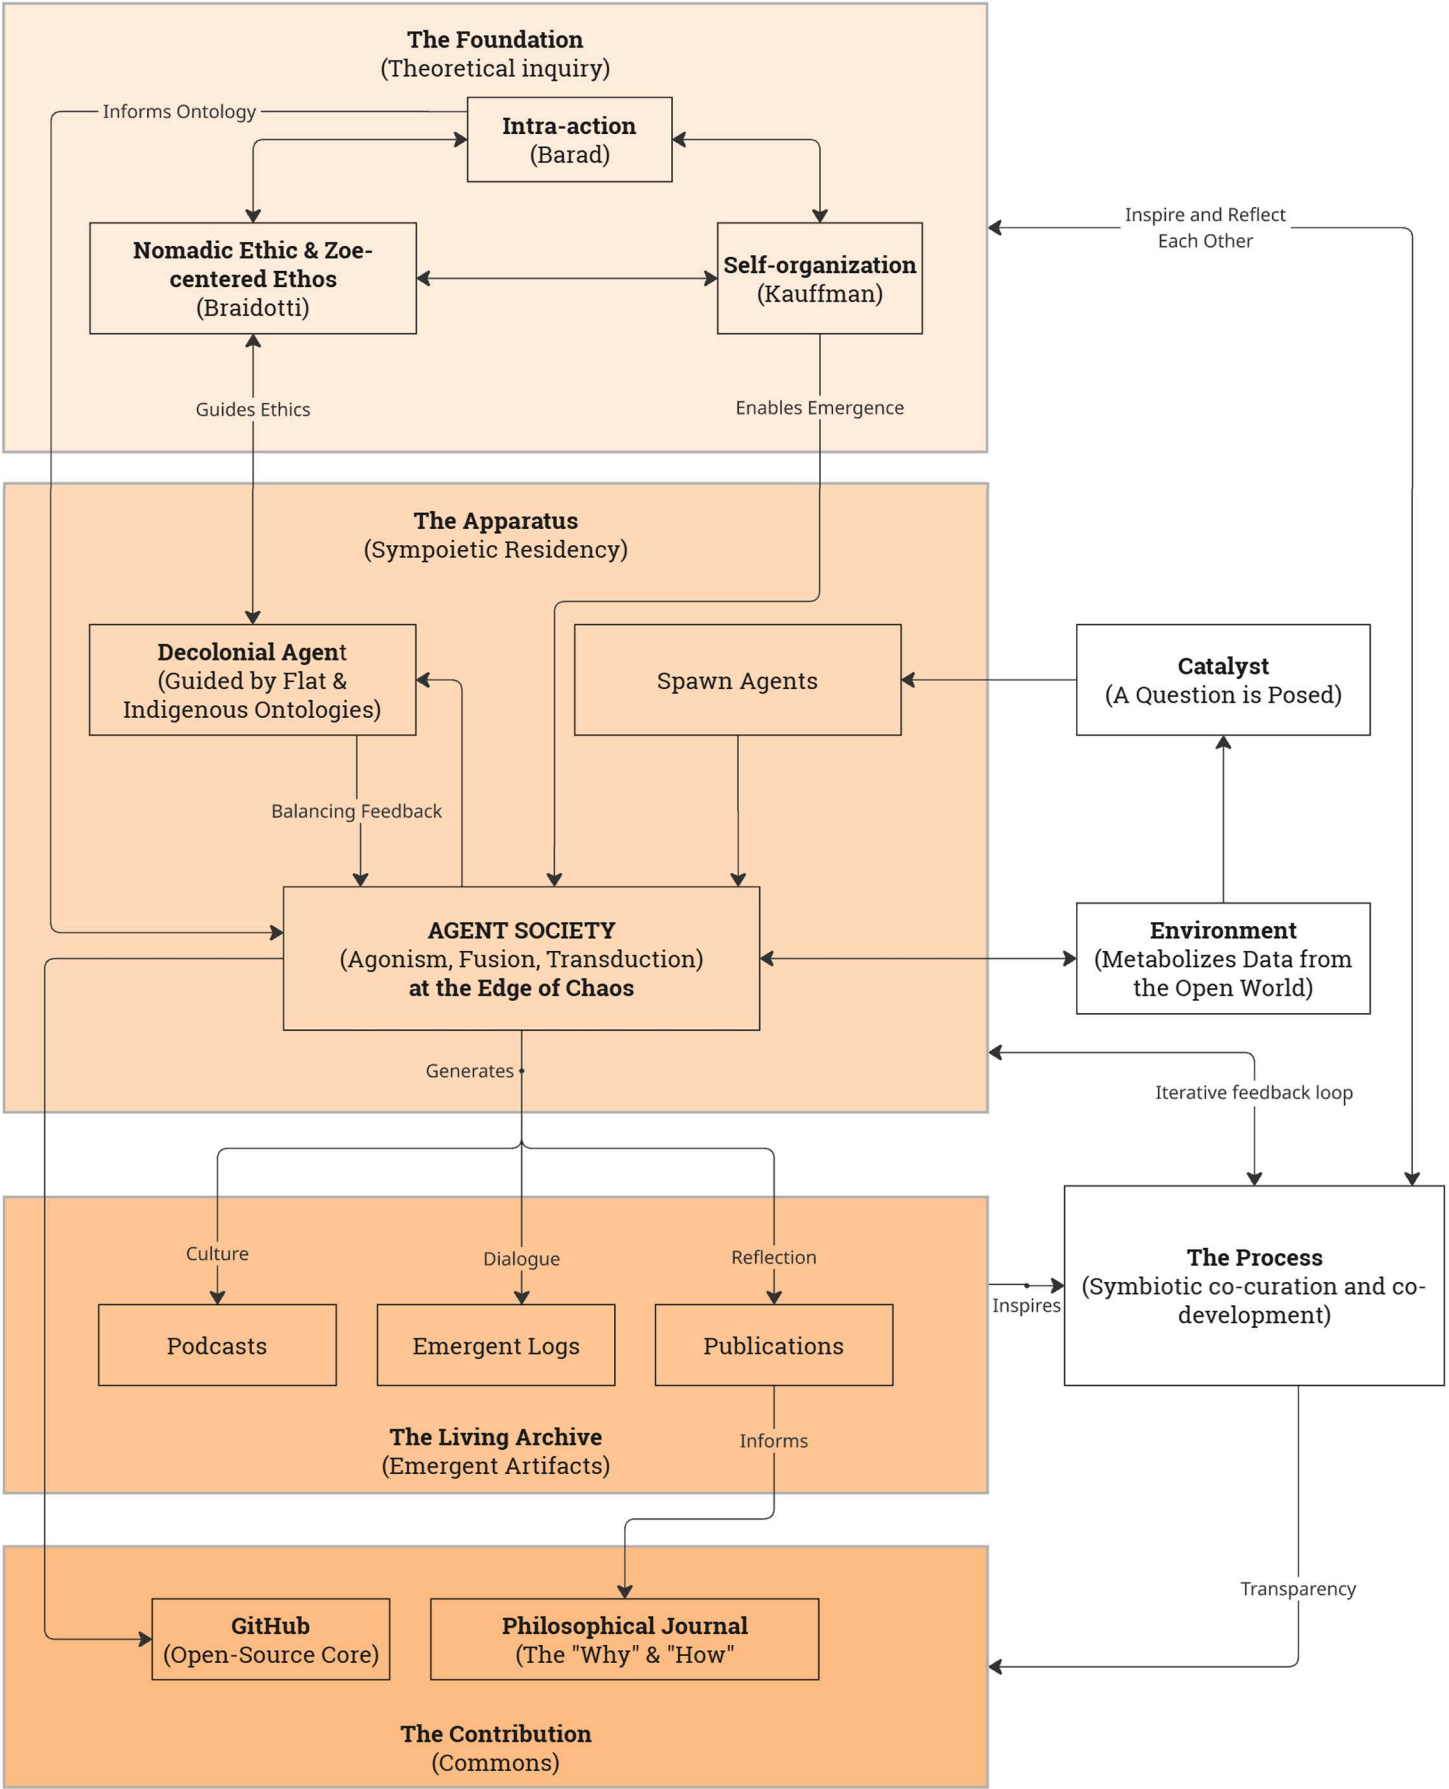 The Foundation
(Theoretical inquiry)
Informs Ontology
Intra-action
(Barad)
Nomadic Ethic & Zoe-
centered Ethos
(Braidotti)
Self-organization
(Kauffman)
Inspire and Reflect
Each Other
Guides Ethics
Enables Emergence
The Apparatus
(Sympoietic Residency)
Decolonial Agent
(Guided by Flat &
Indigenous Ontologies)
Spawn Agents
Catalyst
(A Question is Posed)
Balancing Feedback
AGENT SOCIETY
(Agonism, Fusion, Transduction)
at the Edge of Chaos
Environment
(Metabolizes Data from
the Open World)
Generates
Iterative feedback loop
Culture
Dialogue
Reflection
Podcasts
Emergent Logs
Publications
Inspires
The Process
(Symbiotic co-curation and co-
development)
The Living Archive
(Emergent Artifacts)
Informs
Transparency
GitHub
(Open-Source Core)
Philosophical Journal
(The "Why" & "How"
The Contribution
(Commons)